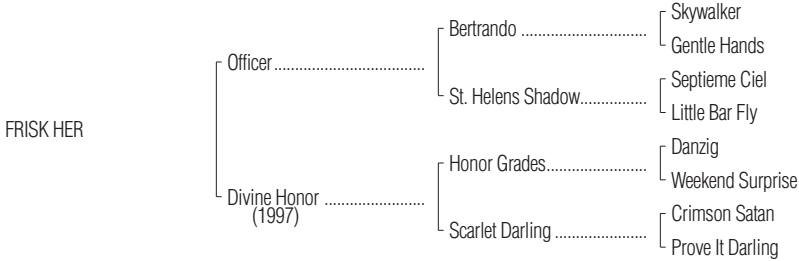 Skywalker
Bertrando ..............................
Gentle Hands
Officer....................................
Septieme Ciel
St. Helens Shadow................
Little Bar Fly
FRISK HER
Danzig
Honor Grades........................
Weekend Surprise
Divine Honor ........................
(1997)
Crimson Satan
Scarlet Darling ......................
Prove It Darling